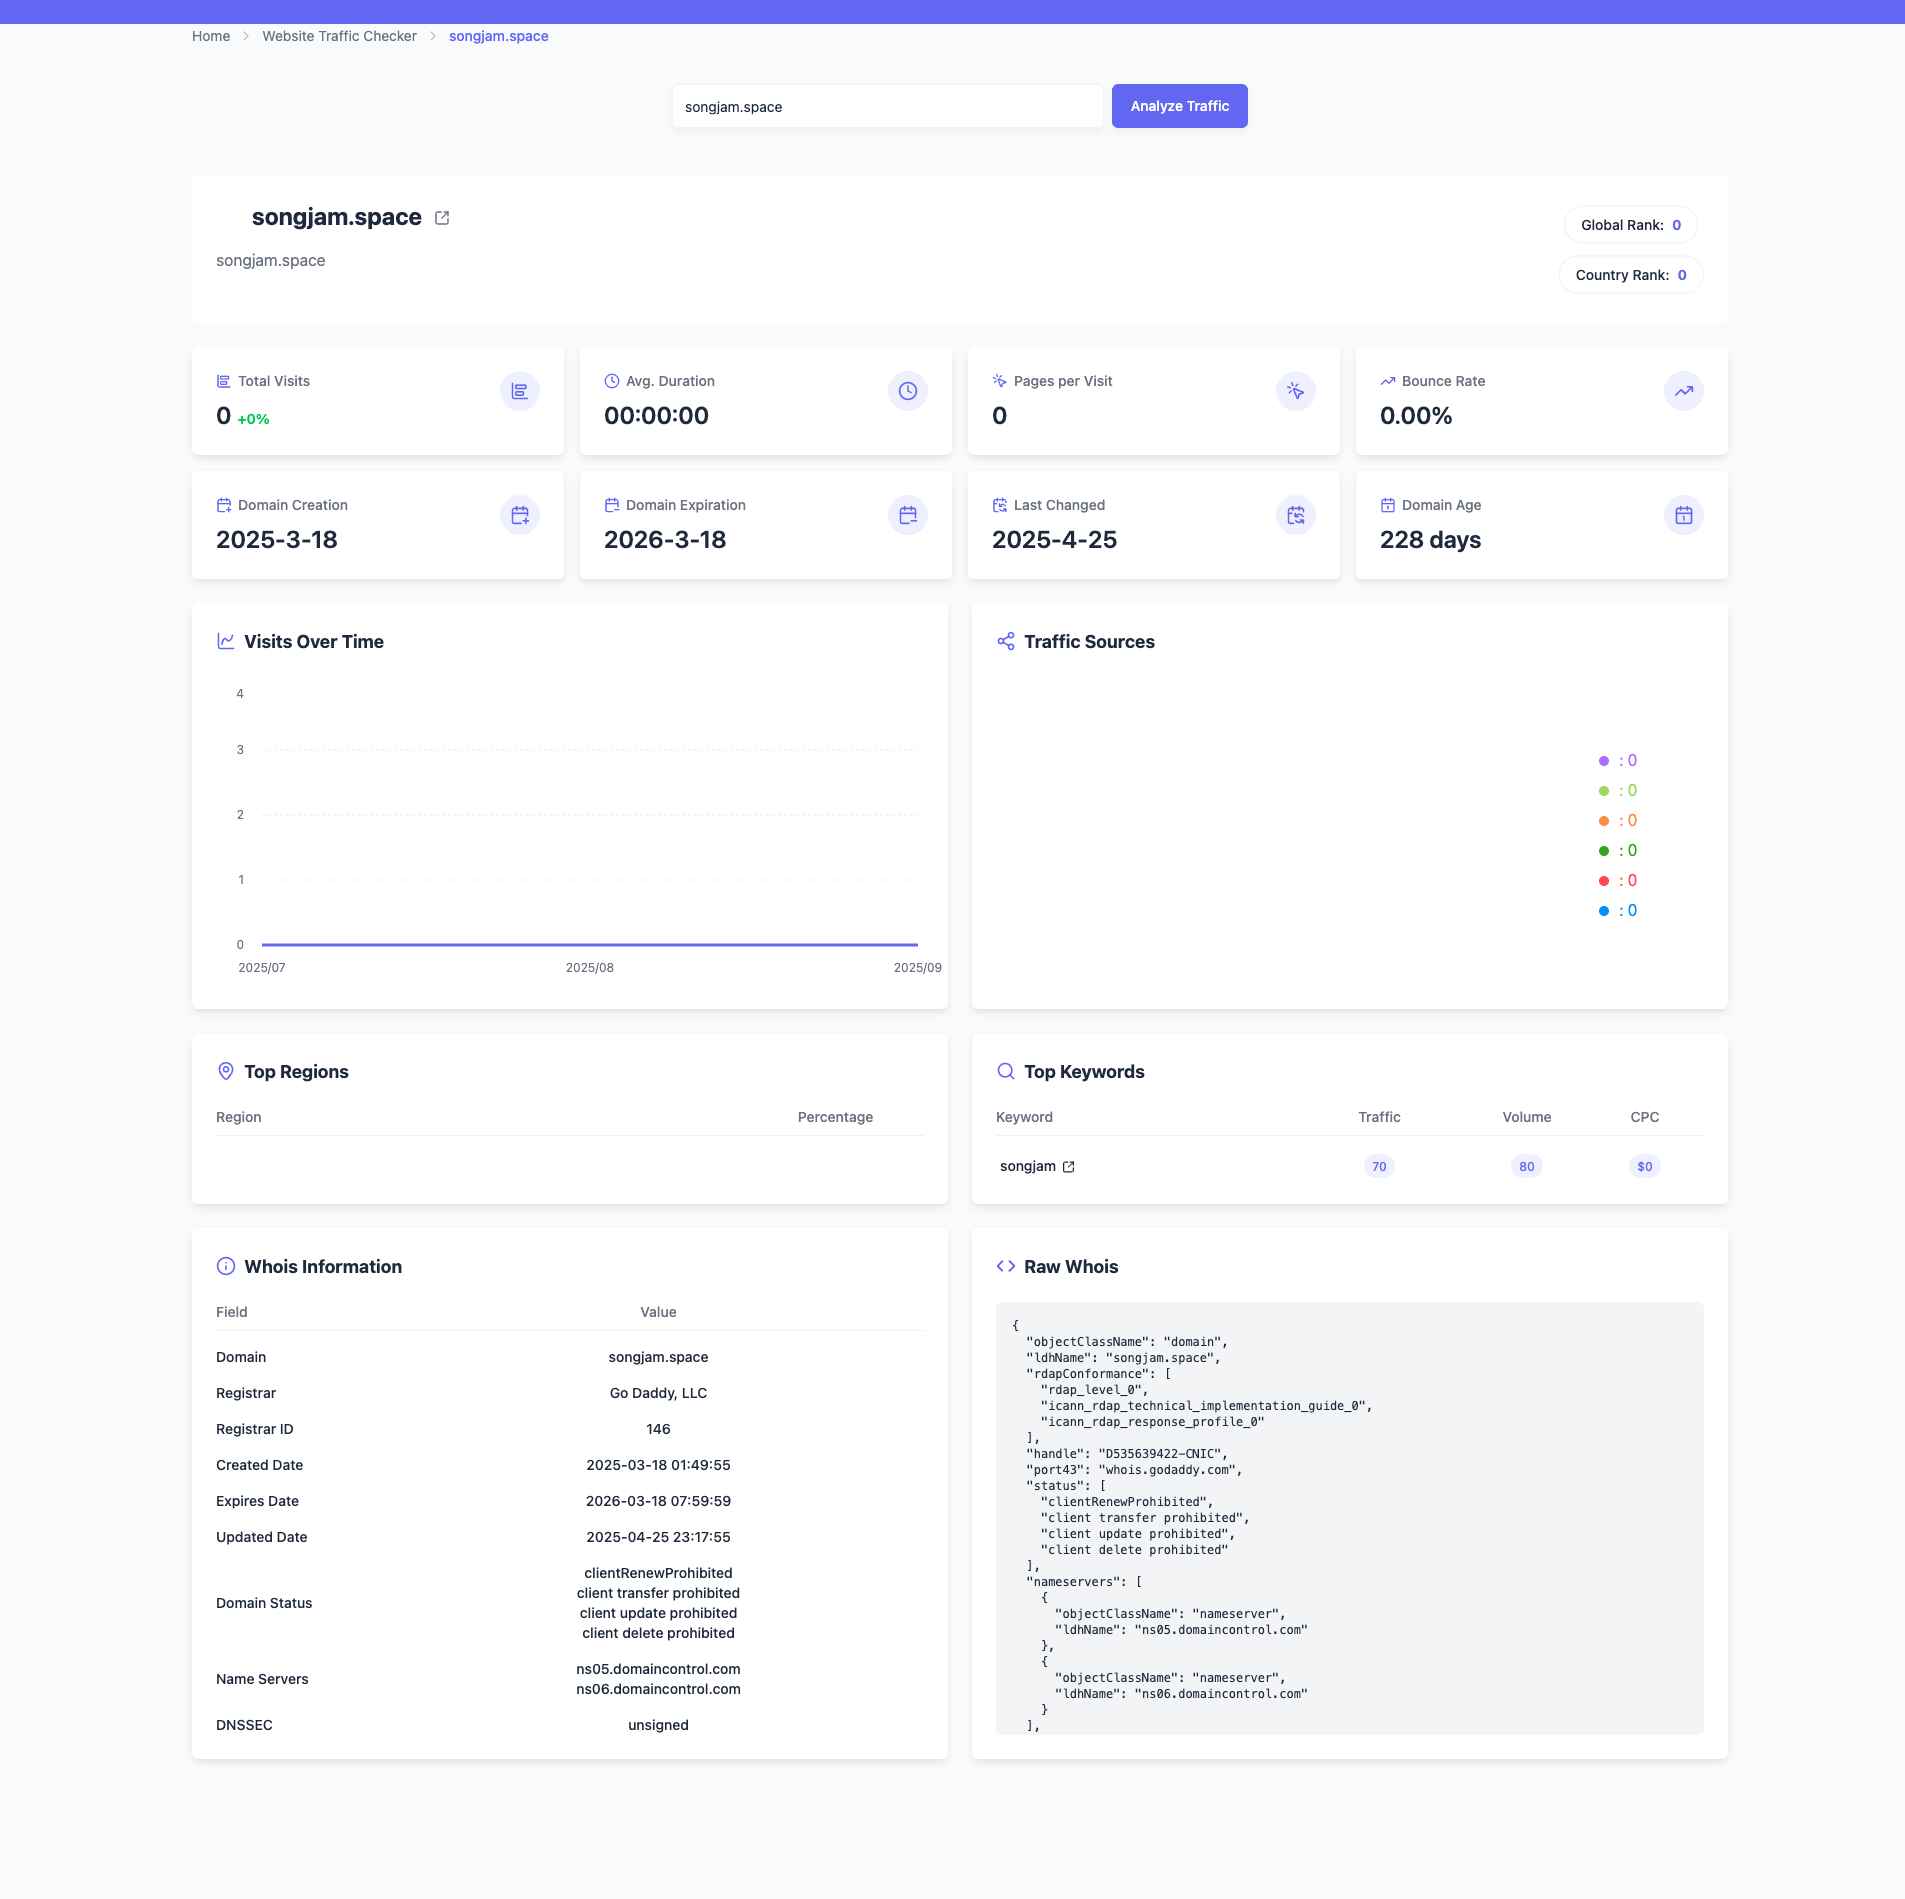 Home > Website Traffic Checker > songjam.space
songjam.space
Analyze Traffic
songjam.space
songjam.space
Global Rank: 0
Country Rank: 0
Total Visits
0 +0%
Avg. Duration
00:00:00
Pages per Visit
0
Bounce Rate
0.00%
Domain Creation
2025-3-18
Domain Expiration
2026-3-18
Last Changed
2025-4-25
Domain Age
228 days
Visits Over Time
4
3
2
1
0
2025/07 2025/08 2025/09
Traffic Sources
: 0
: 0
: 0
: 0
: 0
: 0
Top Regions
Region Percentage
Top Keywords
Keyword Traffic Volume CPC
songjam 70 80 $0
Whois Information
Field Value
Domain songjam.space
Registrar Go Daddy, LLC
Registrar ID 146
Created Date 2025-03-18 01:49:55
Expires Date 2026-03-18 07:59:59
Updated Date 2025-04-25 23:17:55
Domain Status
clientRenewProhibited
client transfer prohibited
client update prohibited
client delete prohibited
Name Servers
ns05.domaincontrol.com
ns06.domaincontrol.com
DNSSEC unsigned
Raw Whois
{
"objectClassName": "domain",
"ldhName": "songjam.space",
"rdapConformance": [
"rdap_level_0",
"icann_rdap_technical_implementation_guide_0",
"icann_rdap_response_profile_0"
],
"handle": "D535639422-CNIC",
"port43": "whois.godaddy.com",
"status": [
"clientRenewProhibited",
"client transfer prohibited",
"client update prohibited",
"client delete prohibited"
],
"nameservers": [
{
"objectClassName": "nameserver",
"ldhName": "ns05.domaincontrol.com"
},
{
"objectClassName": "nameserver",
"ldhName": "ns06.domaincontrol.com"
}
],